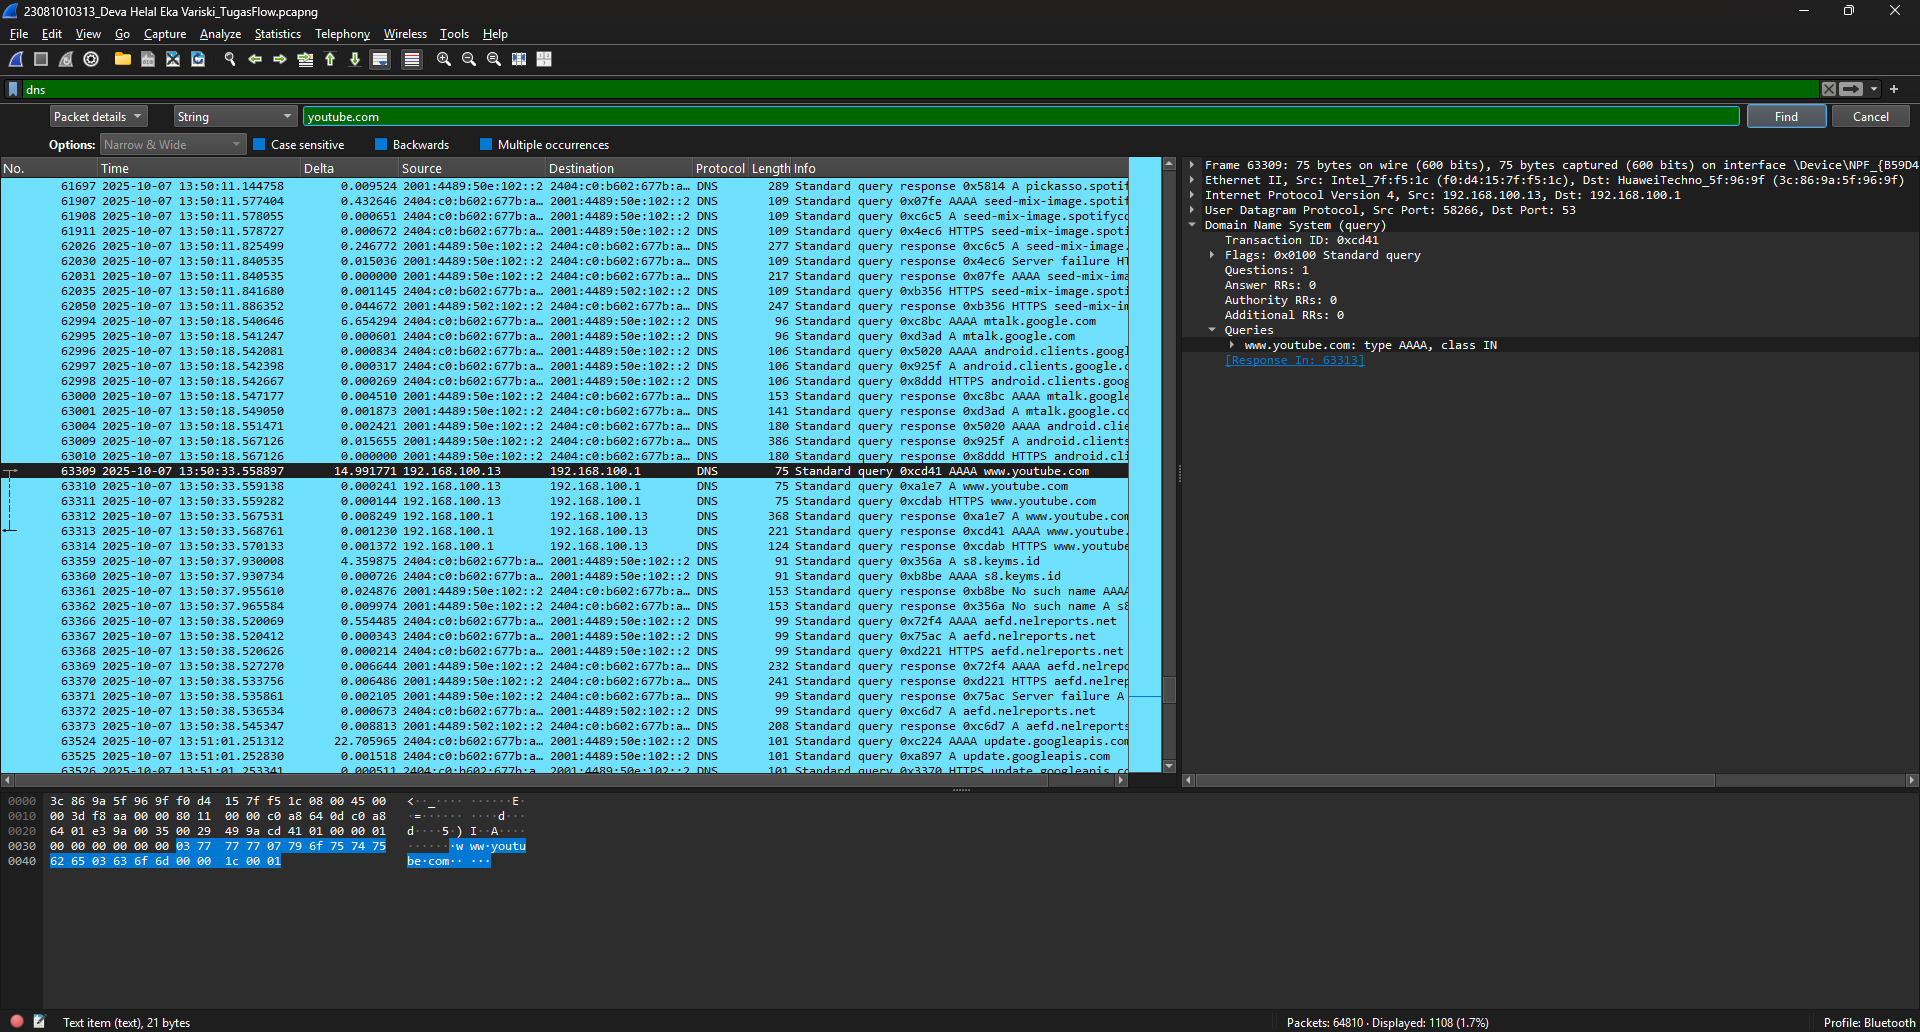 23081010313_Deva Helal Eka Variski_TugasFlow.pcapng
File Edit View Go Capture Analyze Statistics Telephony Wireless Tools Help
dns
Packet details String youtube.com Find Cancel
Options: Narrow & Wide Case sensitive Backwards Multiple occurrences
No. Time Delta Source Destination Protocol Length Info
61697 2025-10-07 13:50:11.144758 0.009524 2001:4489:50e:102::2 2404:c0:b602:677b:a… DNS 289 Standard query response 0x5814 A pickasso.spotif
61907 2025-10-07 13:50:11.577404 0.432646 2404:c0:b602:677b:a… 2001:4489:50e:102::2 DNS 109 Standard query 0x07fe AAAA seed-mix-image.spotif
61908 2025-10-07 13:50:11.578055 0.000651 2404:c0:b602:677b:a… 2001:4489:50e:102::2 DNS 109 Standard query 0xc6c5 A seed-mix-image.spotifyco
61911 2025-10-07 13:50:11.578727 0.000672 2404:c0:b602:677b:a… 2001:4489:50e:102::2 DNS 109 Standard query 0x4ec6 HTTPS seed-mix-image.spoti
62026 2025-10-07 13:50:11.825499 0.246772 2001:4489:50e:102::2 2404:c0:b602:677b:a… DNS 277 Standard query response 0xc6c5 A seed-mix-image.
62030 2025-10-07 13:50:11.840535 0.015036 2001:4489:50e:102::2 2404:c0:b602:677b:a… DNS 109 Standard query response 0x4ec6 Server failure HT
62031 2025-10-07 13:50:11.840535 0.000000 2001:4489:50e:102::2 2404:c0:b602:677b:a… DNS 217 Standard query response 0x07fe AAAA seed-mix-ima
62035 2025-10-07 13:50:11.841680 0.001145 2404:c0:b602:677b:a… 2001:4489:502:102::2 DNS 109 Standard query 0xb356 HTTPS seed-mix-image.spoti
62050 2025-10-07 13:50:11.886352 0.044672 2001:4489:502:102::2 2404:c0:b602:677b:a… DNS 247 Standard query response 0xb356 HTTPS seed-mix-im
62994 2025-10-07 13:50:18.540646 6.654294 2404:c0:b602:677b:a… 2001:4489:50e:102::2 DNS 96 Standard query 0xc8bc AAAA mtalk.google.com
62995 2025-10-07 13:50:18.541247 0.000601 2404:c0:b602:677b:a… 2001:4489:50e:102::2 DNS 96 Standard query 0xd3ad A mtalk.google.com
62996 2025-10-07 13:50:18.542081 0.000834 2404:c0:b602:677b:a… 2001:4489:50e:102::2 DNS 106 Standard query 0x5020 AAAA android.clients.googl
62997 2025-10-07 13:50:18.542398 0.000317 2404:c0:b602:677b:a… 2001:4489:50e:102::2 DNS 106 Standard query 0x925f A android.clients.google.c
62998 2025-10-07 13:50:18.542667 0.000269 2404:c0:b602:677b:a… 2001:4489:50e:102::2 DNS 106 Standard query 0x8ddd HTTPS android.clients.goog
63000 2025-10-07 13:50:18.547177 0.004510 2001:4489:50e:102::2 2404:c0:b602:677b:a… DNS 153 Standard query response 0xc8bc AAAA mtalk.google
63001 2025-10-07 13:50:18.549050 0.001873 2001:4489:50e:102::2 2404:c0:b602:677b:a… DNS 141 Standard query response 0xd3ad A mtalk.google.co
63004 2025-10-07 13:50:18.551471 0.002421 2001:4489:50e:102::2 2404:c0:b602:677b:a… DNS 180 Standard query response 0x5020 AAAA android.clie
63009 2025-10-07 13:50:18.567126 0.015655 2001:4489:50e:102::2 2404:c0:b602:677b:a… DNS 386 Standard query response 0x925f A android.clients
63010 2025-10-07 13:50:18.567126 0.000000 2001:4489:50e:102::2 2404:c0:b602:677b:a… DNS 180 Standard query response 0x8ddd HTTPS android.cli
63309 2025-10-07 13:50:33.558897 14.991771 192.168.100.13 192.168.100.1 DNS 75 Standard query 0xcd41 AAAA www.youtube.com
63310 2025-10-07 13:50:33.559138 0.000241 192.168.100.13 192.168.100.1 DNS 75 Standard query 0xa1e7 A www.youtube.com
63311 2025-10-07 13:50:33.559282 0.000144 192.168.100.13 192.168.100.1 DNS 75 Standard query 0xcdab HTTPS www.youtube.com
63312 2025-10-07 13:50:33.567531 0.008249 192.168.100.1 192.168.100.13 DNS 368 Standard query response 0xa1e7 A www.youtube.com
63313 2025-10-07 13:50:33.568761 0.001230 192.168.100.1 192.168.100.13 DNS 221 Standard query response 0xcd41 AAAA www.youtube.
63314 2025-10-07 13:50:33.570133 0.001372 192.168.100.1 192.168.100.13 DNS 124 Standard query response 0xcdab HTTPS www.youtube
63359 2025-10-07 13:50:37.930008 4.359875 2404:c0:b602:677b:a… 2001:4489:50e:102::2 DNS 91 Standard query 0x356a A s8.keyms.id
63360 2025-10-07 13:50:37.930734 0.000726 2404:c0:b602:677b:a… 2001:4489:50e:102::2 DNS 91 Standard query 0xb8be AAAA s8.keyms.id
63361 2025-10-07 13:50:37.955610 0.024876 2001:4489:50e:102::2 2404:c0:b602:677b:a… DNS 153 Standard query response 0xb8be No such name AAAA
63362 2025-10-07 13:50:37.965584 0.009974 2001:4489:50e:102::2 2404:c0:b602:677b:a… DNS 153 Standard query response 0x356a No such name A s8
63366 2025-10-07 13:50:38.520069 0.554485 2404:c0:b602:677b:a… 2001:4489:50e:102::2 DNS 99 Standard query 0x72f4 AAAA aefd.nelreports.net
63367 2025-10-07 13:50:38.520412 0.000343 2404:c0:b602:677b:a… 2001:4489:50e:102::2 DNS 99 Standard query 0x75ac A aefd.nelreports.net
63368 2025-10-07 13:50:38.520626 0.000214 2404:c0:b602:677b:a… 2001:4489:50e:102::2 DNS 99 Standard query 0xd221 HTTPS aefd.nelreports.net
63369 2025-10-07 13:50:38.527270 0.006644 2001:4489:50e:102::2 2404:c0:b602:677b:a… DNS 232 Standard query response 0x72f4 AAAA aefd.nelrepo
63370 2025-10-07 13:50:38.533756 0.006486 2001:4489:50e:102::2 2404:c0:b602:677b:a… DNS 241 Standard query response 0xd221 HTTPS aefd.nelrep
63371 2025-10-07 13:50:38.535861 0.002105 2001:4489:50e:102::2 2404:c0:b602:677b:a… DNS 99 Standard query response 0x75ac Server failure A
63372 2025-10-07 13:50:38.536534 0.000673 2404:c0:b602:677b:a… 2001:4489:502:102::2 DNS 99 Standard query 0xc6d7 A aefd.nelreports.net
63373 2025-10-07 13:50:38.545347 0.008813 2001:4489:502:102::2 2404:c0:b602:677b:a… DNS 208 Standard query response 0xc6d7 A aefd.nelreports
63524 2025-10-07 13:51:01.251312 22.705965 2404:c0:b602:677b:a… 2001:4489:50e:102::2 DNS 101 Standard query 0xc224 AAAA update.googleapis.com
63525 2025-10-07 13:51:01.252830 0.001518 2404:c0:b602:677b:a… 2001:4489:50e:102::2 DNS 101 Standard query 0xa897 A update.googleapis.com
63526 2025-10-07 13:51:01.253341 0.000511 2404:c0:b602:677b:a… 2001:4489:50e:102::2 DNS 101 Standard query 0x3370 HTTPS update.googleapis.co
Frame 63309: 75 bytes on wire (600 bits), 75 bytes captured (600 bits) on interface \Device\NPF_{B59D4
Ethernet II, Src: Intel_7f:f5:1c (f0:d4:15:7f:f5:1c), Dst: HuaweiTechno_5f:96:9f (3c:86:9a:5f:96:9f)
Internet Protocol Version 4, Src: 192.168.100.13, Dst: 192.168.100.1
User Datagram Protocol, Src Port: 58266, Dst Port: 53
Domain Name System (query)
Transaction ID: 0xcd41
Flags: 0x0100 Standard query
Questions: 1
Answer RRs: 0
Authority RRs: 0
Additional RRs: 0
Queries
www.youtube.com: type AAAA, class IN
[Response In: 63313]
0000 3c 86 9a 5f 96 9f f0 d4 15 7f f5 1c 08 00 45 00 <·._···· ······E·
0010 00 3d f8 aa 00 00 80 11 00 00 c0 a8 64 0d c0 a8 ·=······ ····d···
0020 64 01 e3 9a 00 35 00 29 49 9a cd 41 01 00 00 01 d····5·) I··A····
0030 00 00 00 00 00 00 03 77 77 77 07 79 6f 75 74 75 ·······w ww·youtu
0040 62 65 03 63 6f 6d 00 00 1c 00 01 be·com·· ···
Text item (text), 21 bytes
Packets: 64810 · Displayed: 1108 (1.7%)
Profile: Bluetooth